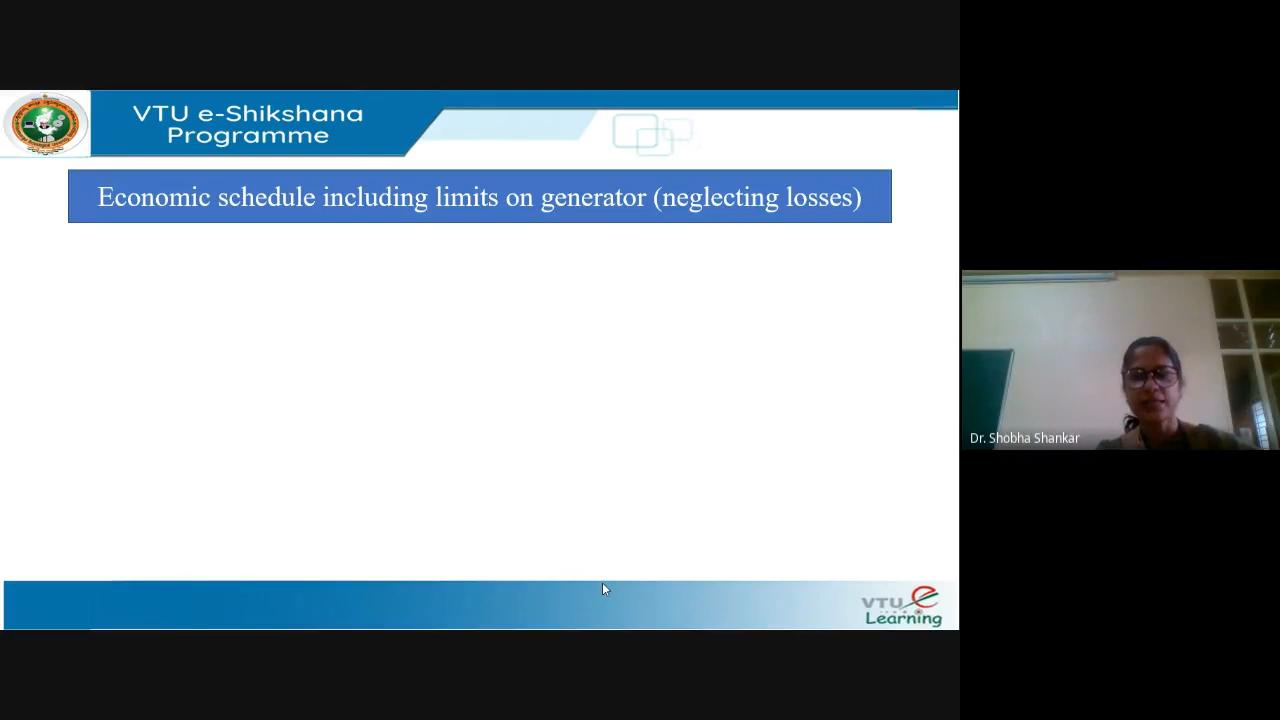 VTU e-Shikshana
Programme
Economic schedule including limits on generator (neglecting losses)
Dr. Shobha Shankar
VTU e
Learning